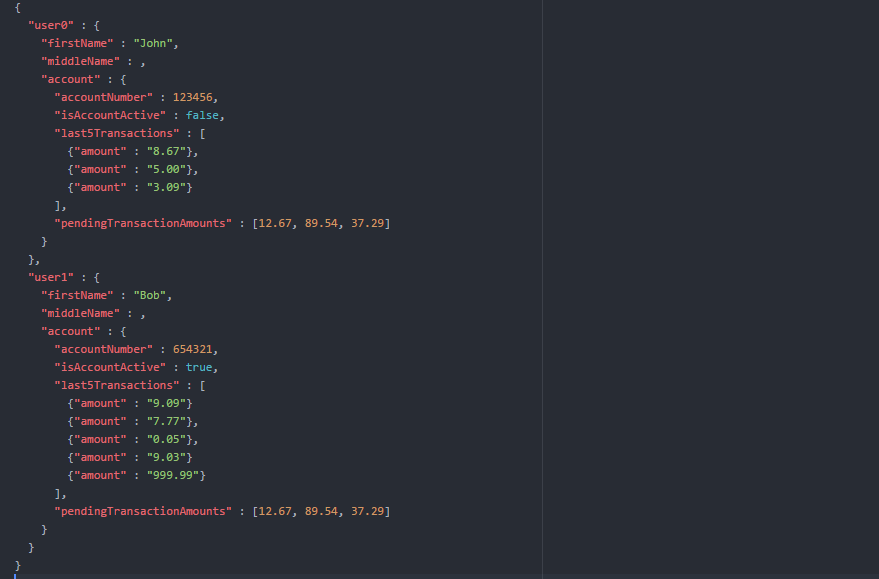 {
  "user0" : {
    "firstName" : "John",
    "middleName" : ,
    "account" : {
      "accountNumber" : 123456,
      "isAccountActive" : false,
      "last5Transactions" : [
        {"amount" : "8.67"},
        {"amount" : "5.00"},
        {"amount" : "3.09"}
      ],
      "pendingTransactionAmounts" : [12.67, 89.54, 37.29]
    }
  },
  "user1" : {
    "firstName" : "Bob",
    "middleName" : ,
    "account" : {
      "accountNumber" : 654321,
      "isAccountActive" : true,
      "last5Transactions" : [
        {"amount" : "9.09"}
        {"amount" : "7.77"},
        {"amount" : "0.05"},
        {"amount" : "9.03"}
        {"amount" : "999.99"}
      ],
      "pendingTransactionAmounts" : [12.67, 89.54, 37.29]
    }
  }
}